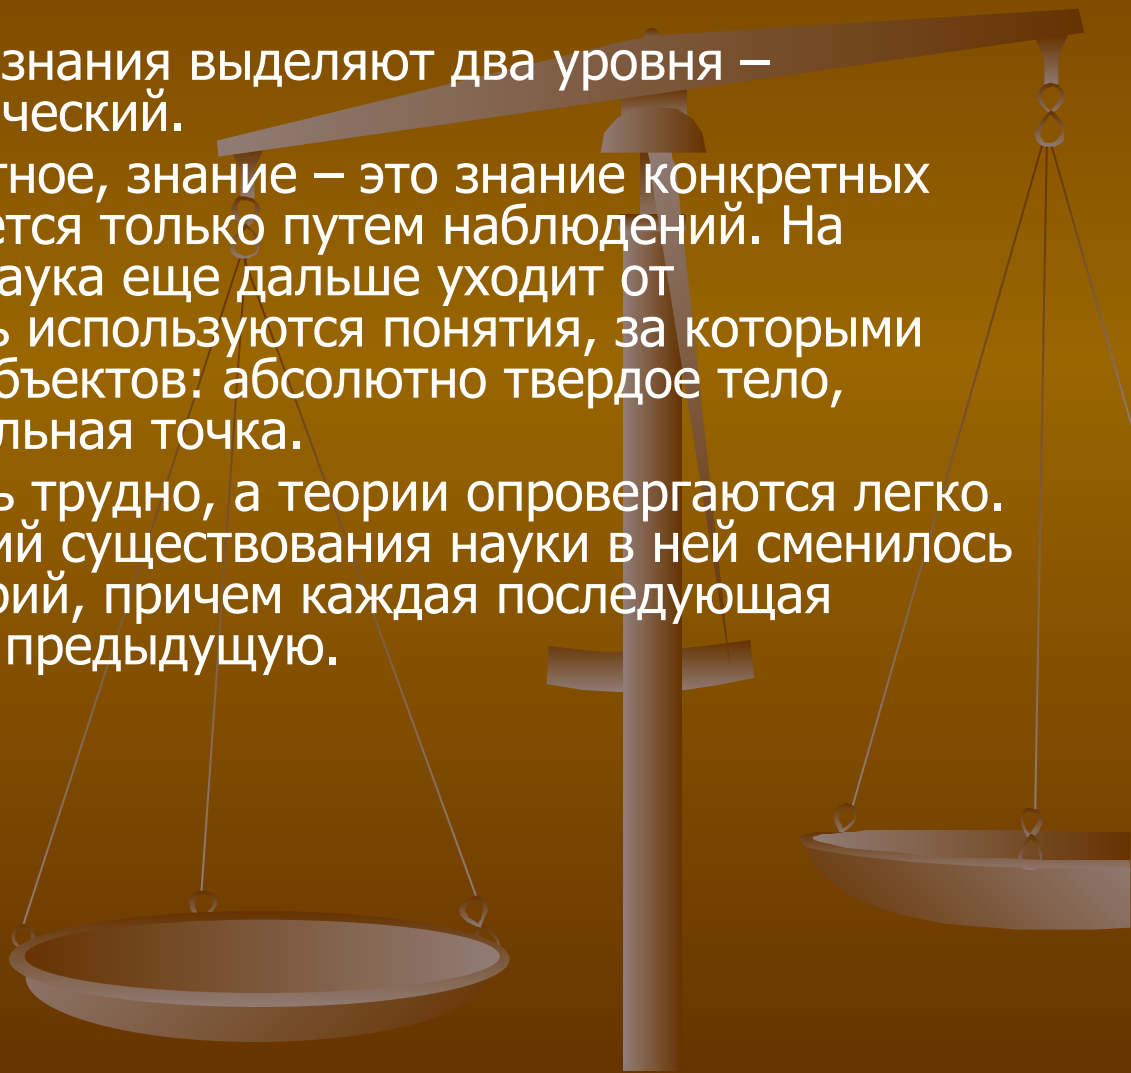 знания выделяют два уровня –
ческий.
тное, знание – это знание конкретных
ется только путем наблюдений. На
аука еще дальше уходит от
ь используются понятия, за которыми
бъектов: абсолютно твердое тело,
льная точка.
ь трудно, а теории опровергаются легко.
ий существования науки в ней сменилось
рий, причем каждая последующая
предыдущую.